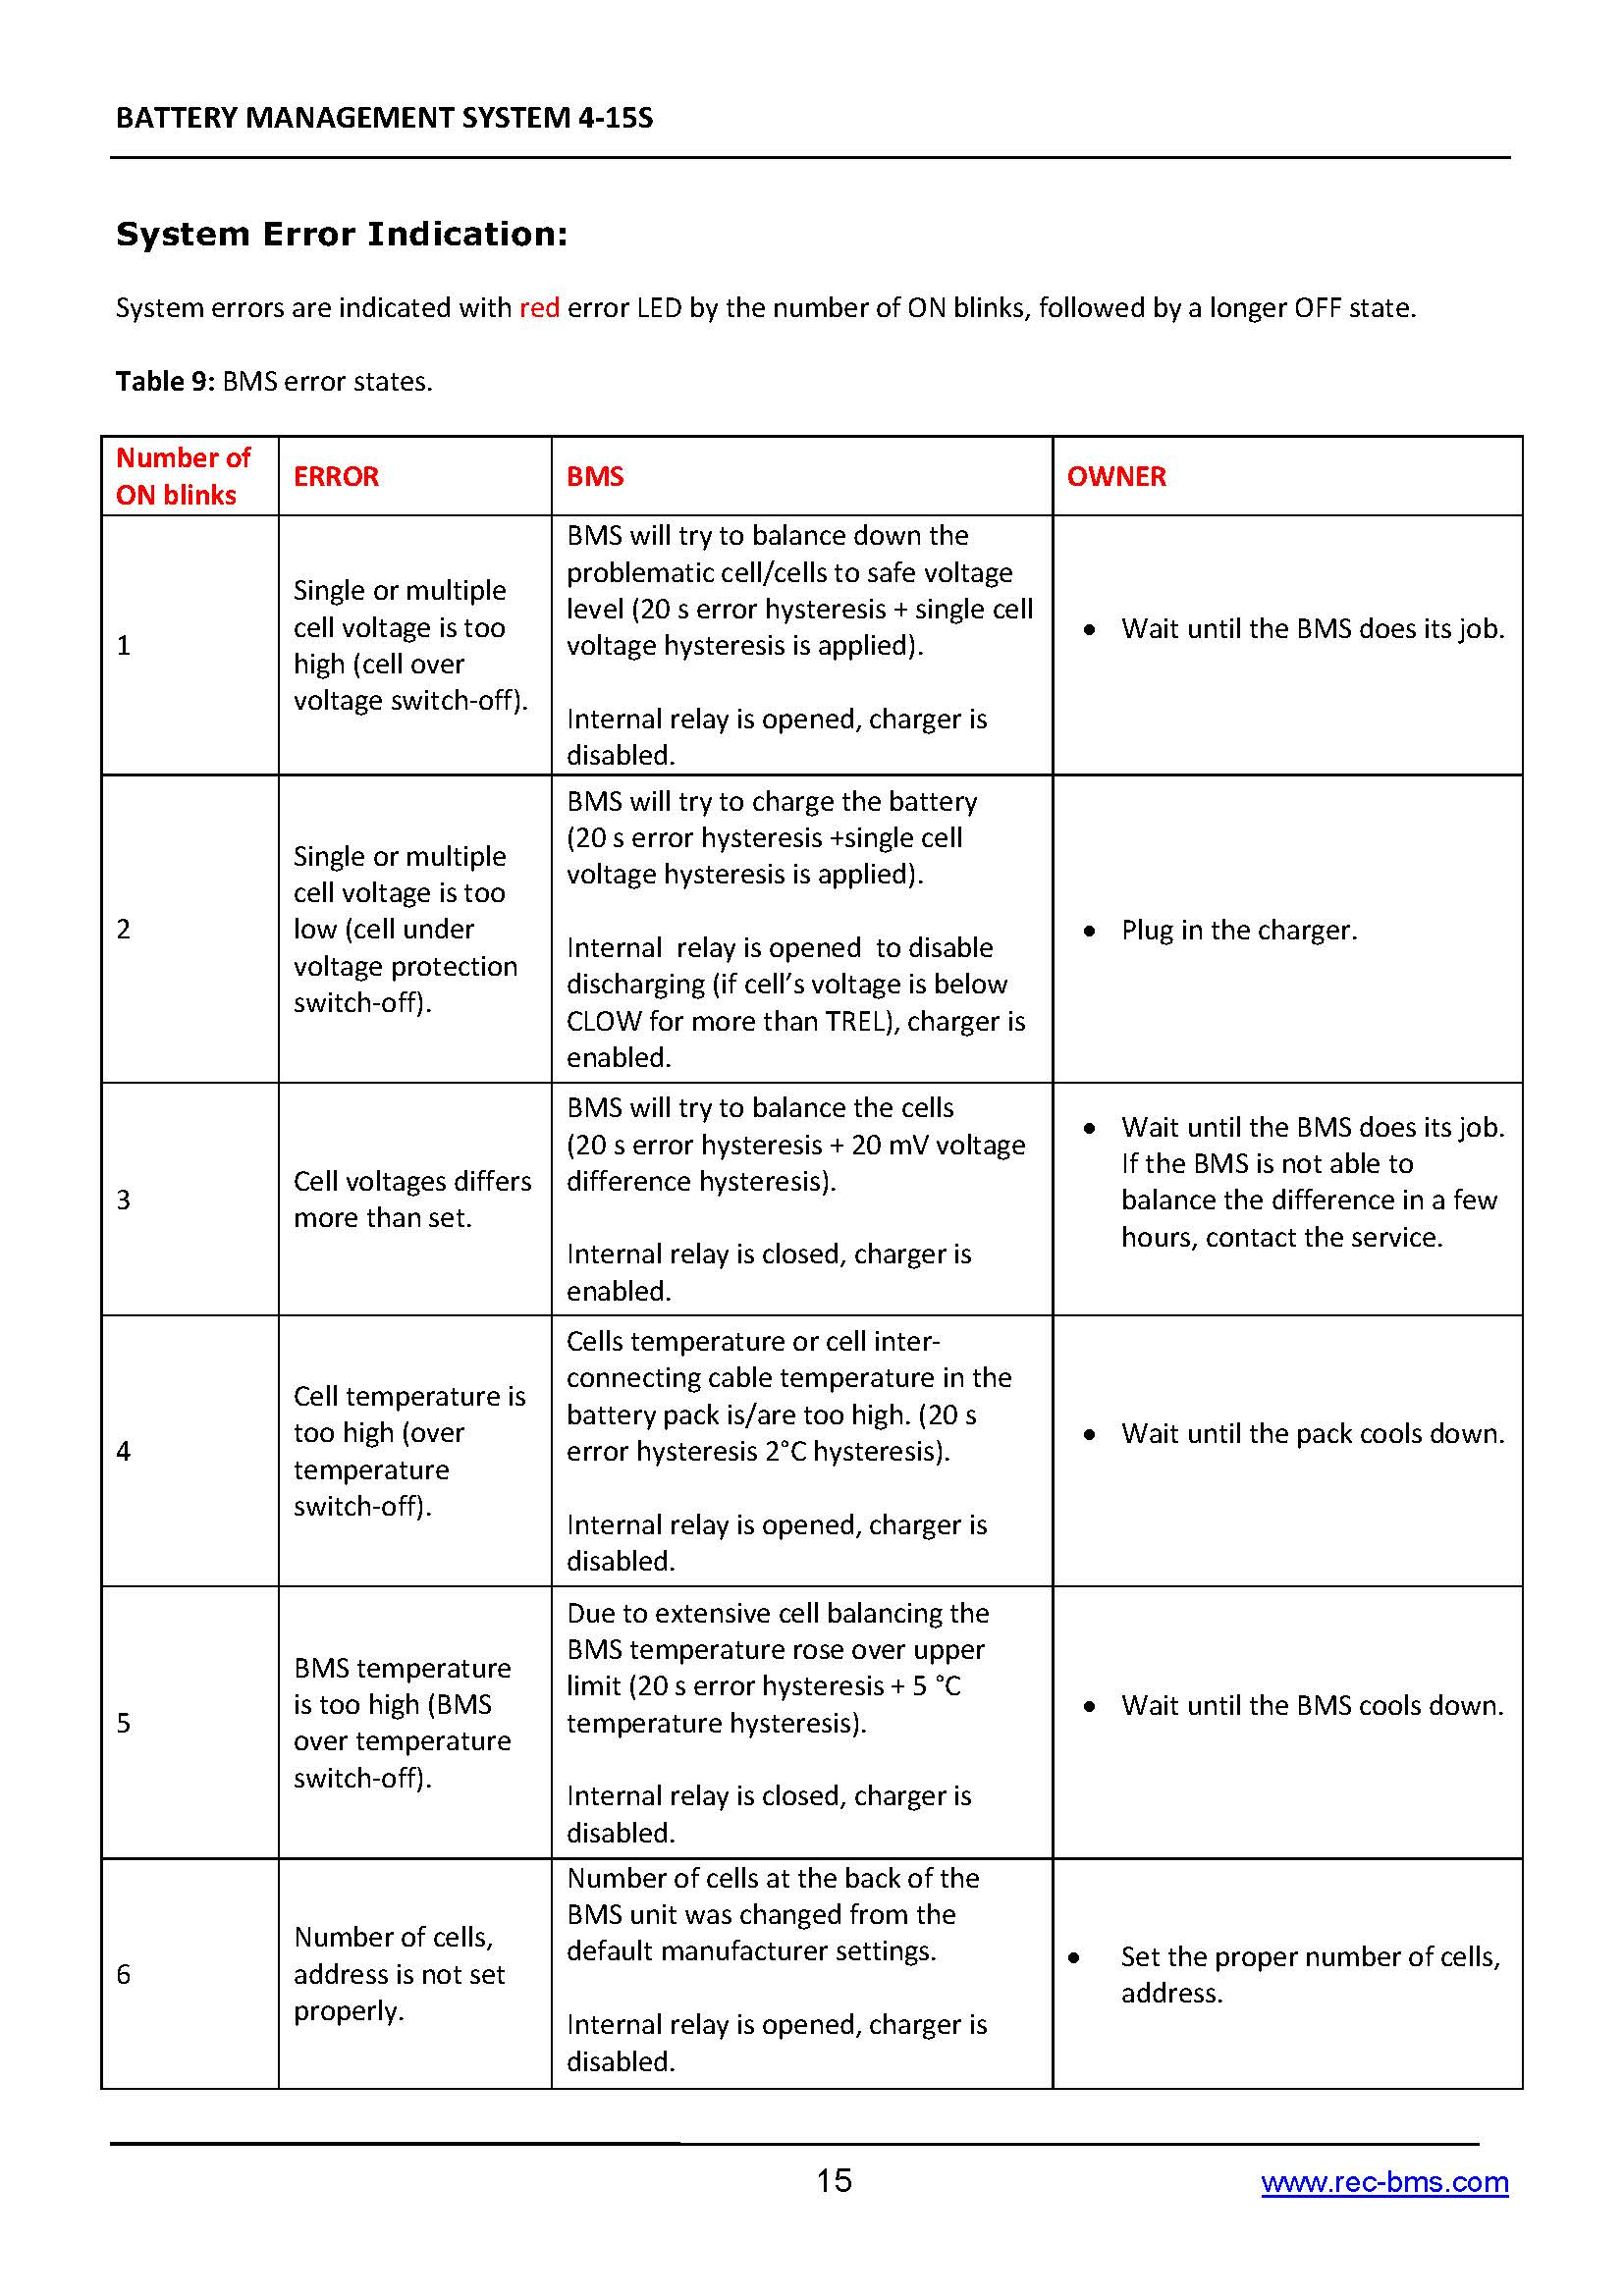 BATTERY MANAGEMENT SYSTEM 4-15S
System Error Indication:
System errors are indicated with red error LED by the number of ON blinks, followed by a longer OFF state.
Table 9: BMS error states.
Number of
ON blinks
ERROR
BMS
OWNER
1
Single or multiple
cell voltage is too
high (cell over
voltage switch-off).
BMS will try to balance down the
problematic cell/cells to safe voltage
level (20 s error hysteresis + single cell
voltage hysteresis is applied).
Internal relay is opened, charger is
disabled.
• Wait until the BMS does its job.
2
Single or multiple
cell voltage is too
low (cell under
voltage protection
switch-off).
BMS will try to charge the battery
(20 s error hysteresis +single cell
voltage hysteresis is applied).
Internal relay is opened to disable
discharging (if cell's voltage is below
CLOW for more than TREL), charger is
enabled.
• Plug in the charger.
3
Cell voltages differs
more than set.
BMS will try to balance the cells
(20 s error hysteresis + 20 mV voltage
difference hysteresis).
Internal relay is closed, charger is
enabled.
• Wait until the BMS does its job.
If the BMS is not able to
balance the difference in a few
hours, contact the service.
4
Cell temperature is
too high (over
temperature
switch-off).
Cells temperature or cell inter-
connecting cable temperature in the
battery pack is/are too high. (20 s
error hysteresis 2°C hysteresis).
Internal relay is opened, charger is
disabled.
• Wait until the pack cools down.
5
BMS temperature
is too high (BMS
over temperature
switch-off).
Due to extensive cell balancing the
BMS temperature rose over upper
limit (20 s error hysteresis + 5 °C
temperature hysteresis).
Internal relay is closed, charger is
disabled.
• Wait until the BMS cools down.
6
Number of cells,
address is not set
properly.
Number of cells at the back of the
BMS unit was changed from the
default manufacturer settings.
Internal relay is opened, charger is
disabled.
• Set the proper number of cells,
address.
15
www.rec-bms.com